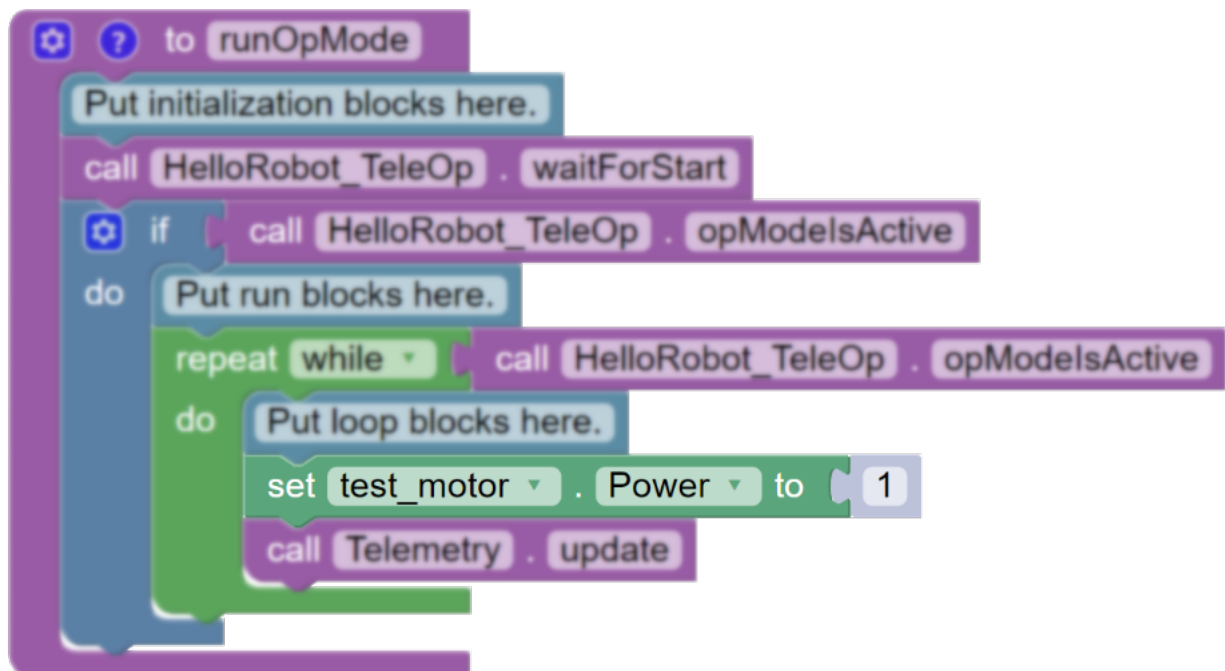 ? to runOpMode
Put initialization blocks here.
call HelloRobot_TeleOp . waitForStart
if call HelloRobot_TeleOp . opModeIsActive
do Put run blocks here.
repeat while call HelloRobot_TeleOp . opModeIsActive
do Put loop blocks here.
set test_motor . Power to 1
call Telemetry . update